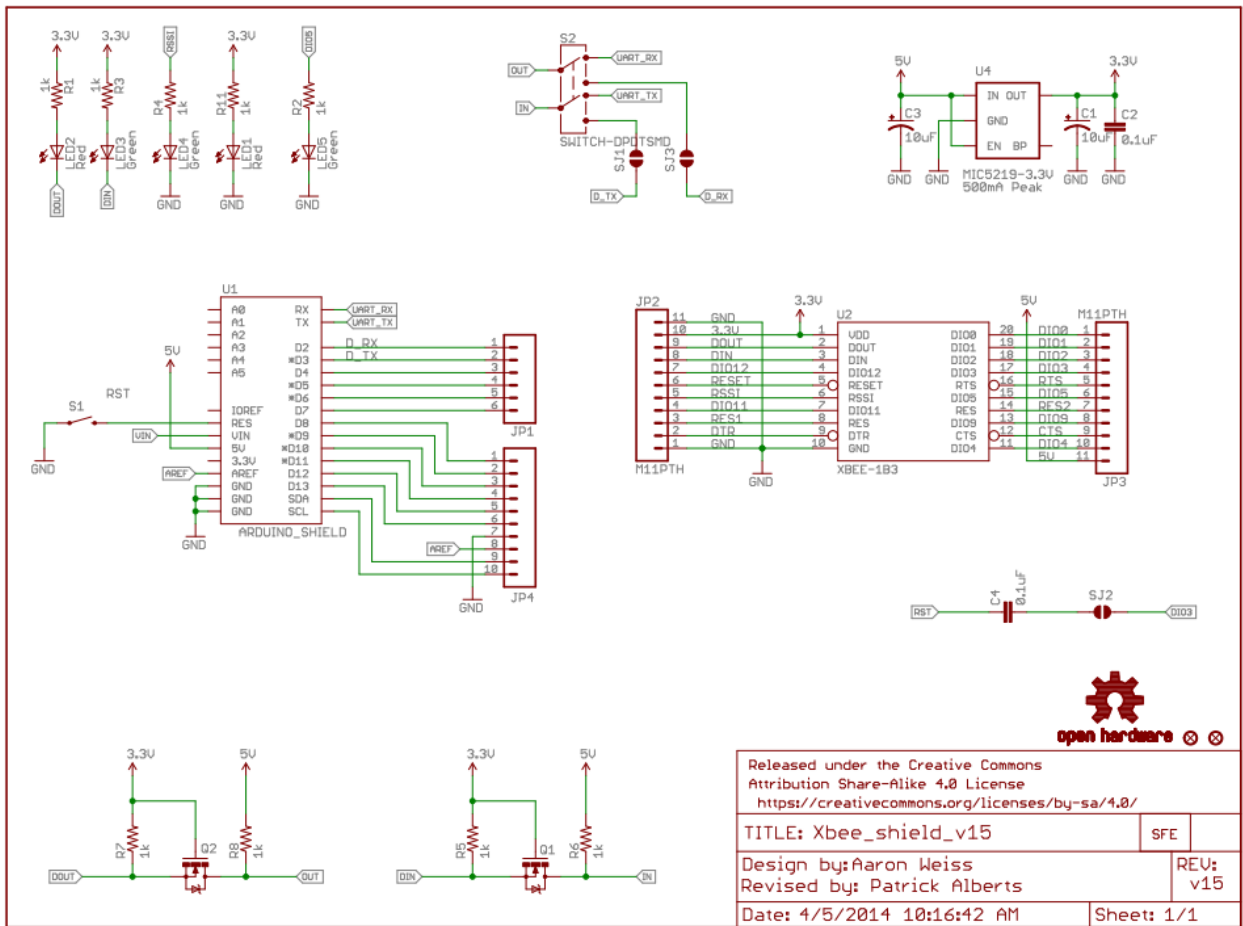 3.3V 3.3V RSSI 3.3V DIO5
1k R1 1k R3 R4 1k R11 1k R2 1k
LED2 Red LED3 Green LED4 Green LED1 Red LED5 Green
DOUT DIN GND GND GND
S2
UART_RX
OUT
UART_TX
IN
SWITCH-DPDTSMD
SJ1 SJ3
D_TX D_RX
5V U4 3.3V
IN OUT
C3 GND C1 C2
10uF 10uF 0.1uF
EN BP
GND GND GND GND
MIC5219-3.3V
500mA Peak
U1
A0 RX UART_RX
A1 TX UART_TX
A2
A3 D2 D_RX 1
A4 *D3 D_TX 2
A5 D4 3
*D5 4
*D6 5
IOREF D7 6
RES D8 JP1
VIN *D9
5V *D10
3.3V *D11 1
AREF D12 2
GND D13 3
GND SDA 4
GND SCL 5
ARDUINO_SHIELD 6
7
AREF 8
9
10
GND JP4
5V
RST
S1
GND
VIN
AREF
GND
JP2 3.3V U2 5V M11PTH
11 GND
10 3.3V 1 VDD DIO0 20 DIO0 1
9 DOUT 2 DOUT DIO1 19 DIO1 2
8 DIN 3 DIN DIO2 18 DIO2 3
7 DIO12 4 DIO12 DIO3 17 DIO3 4
6 RESET 5 RESET RTS 16 RTS 5
5 RSSI 6 RSSI DIO5 15 DIO5 6
4 DIO11 7 DIO11 RES 14 RES2 7
3 RES1 8 RES DIO9 13 DIO9 8
2 DTR 9 DTR CTS 12 CTS 9
1 GND 10 GND DIO4 11 DIO4 10
5V 11
M11PTH GND XBEE-1B3 JP3
RST C4 0.1uF SJ2 DIO3
open hardware
3.3V 5V
R7 1k Q2 R8 1k
DOUT OUT
3.3V 5V
R5 1k Q1 R6 1k
DIN IN
Released under the Creative Commons
Attribution Share-Alike 4.0 License
https://creativecommons.org/licenses/by-sa/4.0/
TITLE: Xbee_shield_v15 SFE
Design by: Aaron Weiss REV:
Revised by: Patrick Alberts v15
Date: 4/5/2014 10:16:42 AM Sheet: 1/1